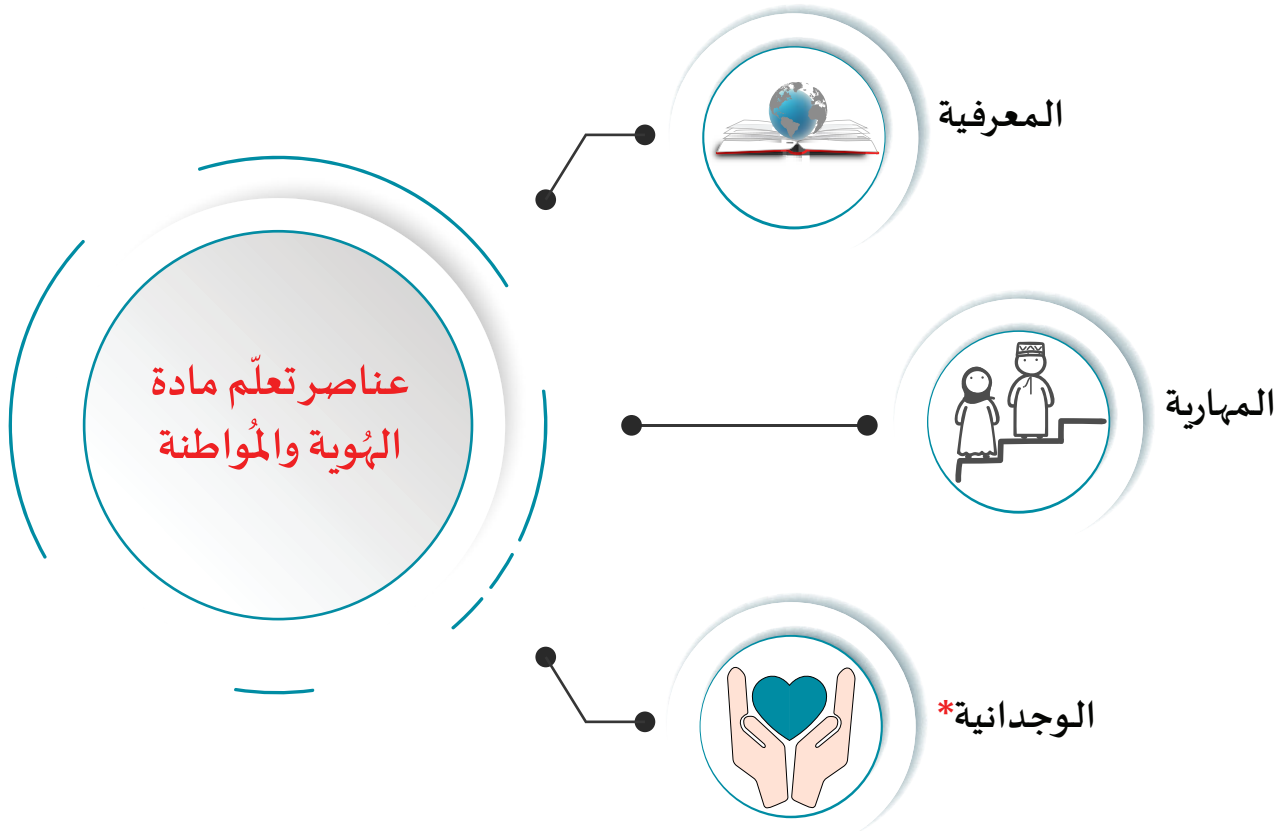 عناصر تعلّم مادة
الهُوية والمُواطنة
المعرفية
المهارية
الوجدانية*